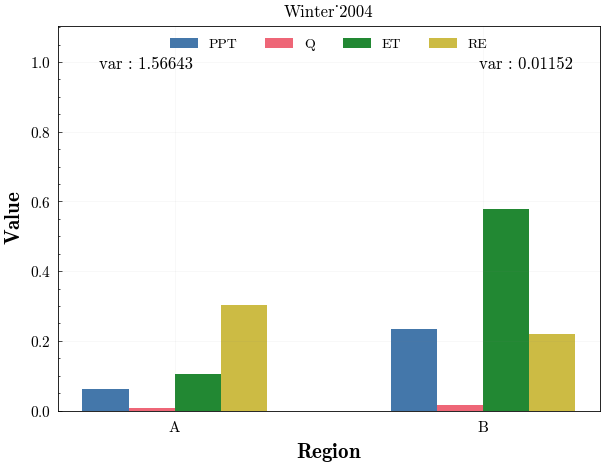 Winter˙2004
PPT Q ET RE
var : 1.56643 var : 0.01152
1.0
0.8
0.6
0.4
0.2
0.0
Value
A B
Region